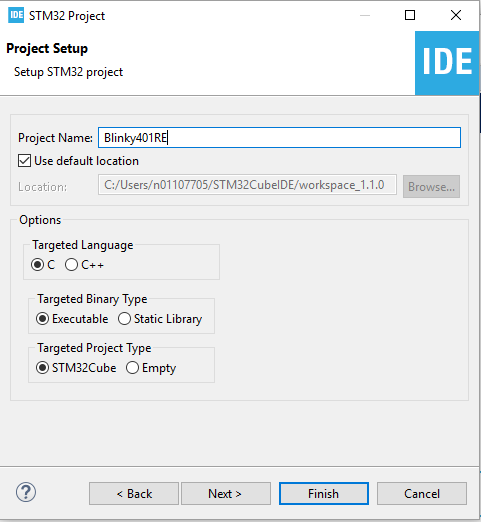 IDE STM32 Project
Project Setup
Setup STM32 project
IDE
Project Name: Blinky401RE
Use default location
Location: C:/Users/n01107705/STM32CubeIDE/workspace_1.1.0 Browse...
Options
Targeted Language
C C++
Targeted Binary Type
Executable Static Library
Targeted Project Type
STM32Cube Empty
? < Back Next > Finish Cancel